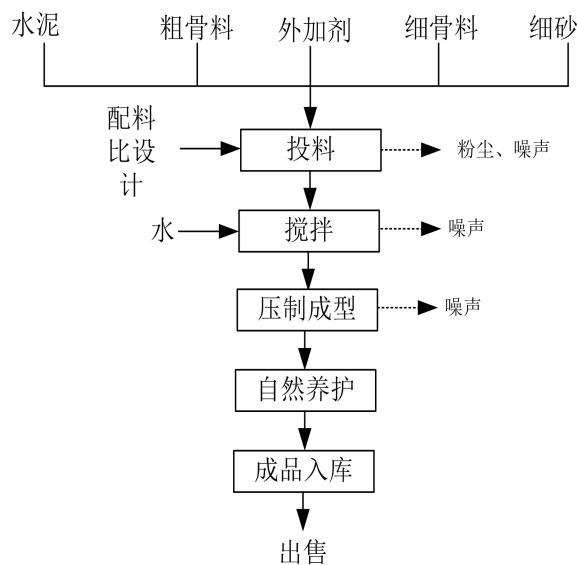 水泥
粗骨料
外加剂
细骨料
细砂
配料
比设
计
投料
粉尘、噪声
水
搅拌
噪声
压制成型
噪声
自然养护
成品入库
出售